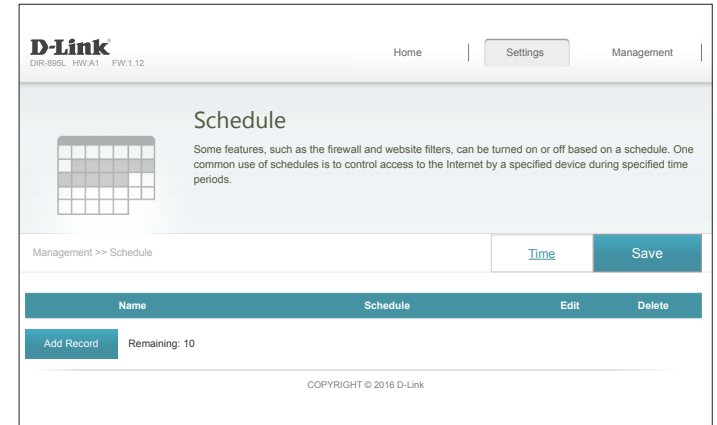 D-Link
DIR-895L HW:A1 FW:1.12
Home Settings Management
Schedule
Some features, such as the firewall and website filters, can be turned on or off based on a schedule. One
common use of schedules is to control access to the Internet by a specified device during specified time
periods.
Management >> Schedule
Time
Save
Name Schedule Edit Delete
Add Record Remaining: 10
COPYRIGHT © 2016 D-Link